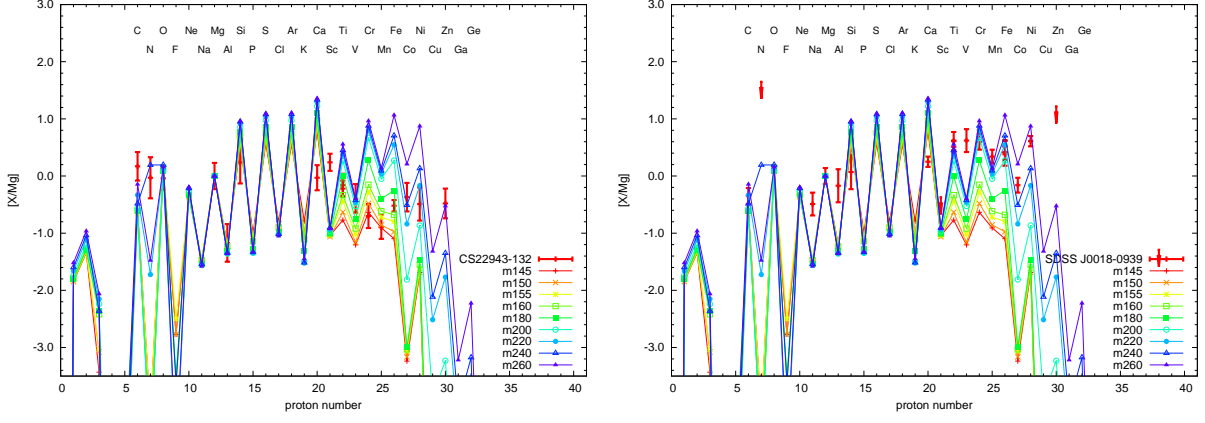 3.0
2.0
1.0
0.0
-1.0
-2.0
-3.0
[X/Mg]
C O Ne Mg Si S Ar Ca Ti Cr Fe Ni Zn Ge
N F Na Al P Cl K Sc V Mn Co Cu Ga
CS22943-132
m145
m150
m155
m160
m180
m200
m220
m240
m260
0 5 10 15 20 25 30 35 40
proton number
3.0
2.0
1.0
0.0
-1.0
-2.0
-3.0
[X/Mg]
C O Ne Mg Si S Ar Ca Ti Cr Fe Ni Zn Ge
N F Na Al P Cl K Sc V Mn Co Cu Ga
SDSS J0018-0939
m145
m150
m155
m160
m180
m200
m220
m240
m260
0 5 10 15 20 25 30 35 40
proton number